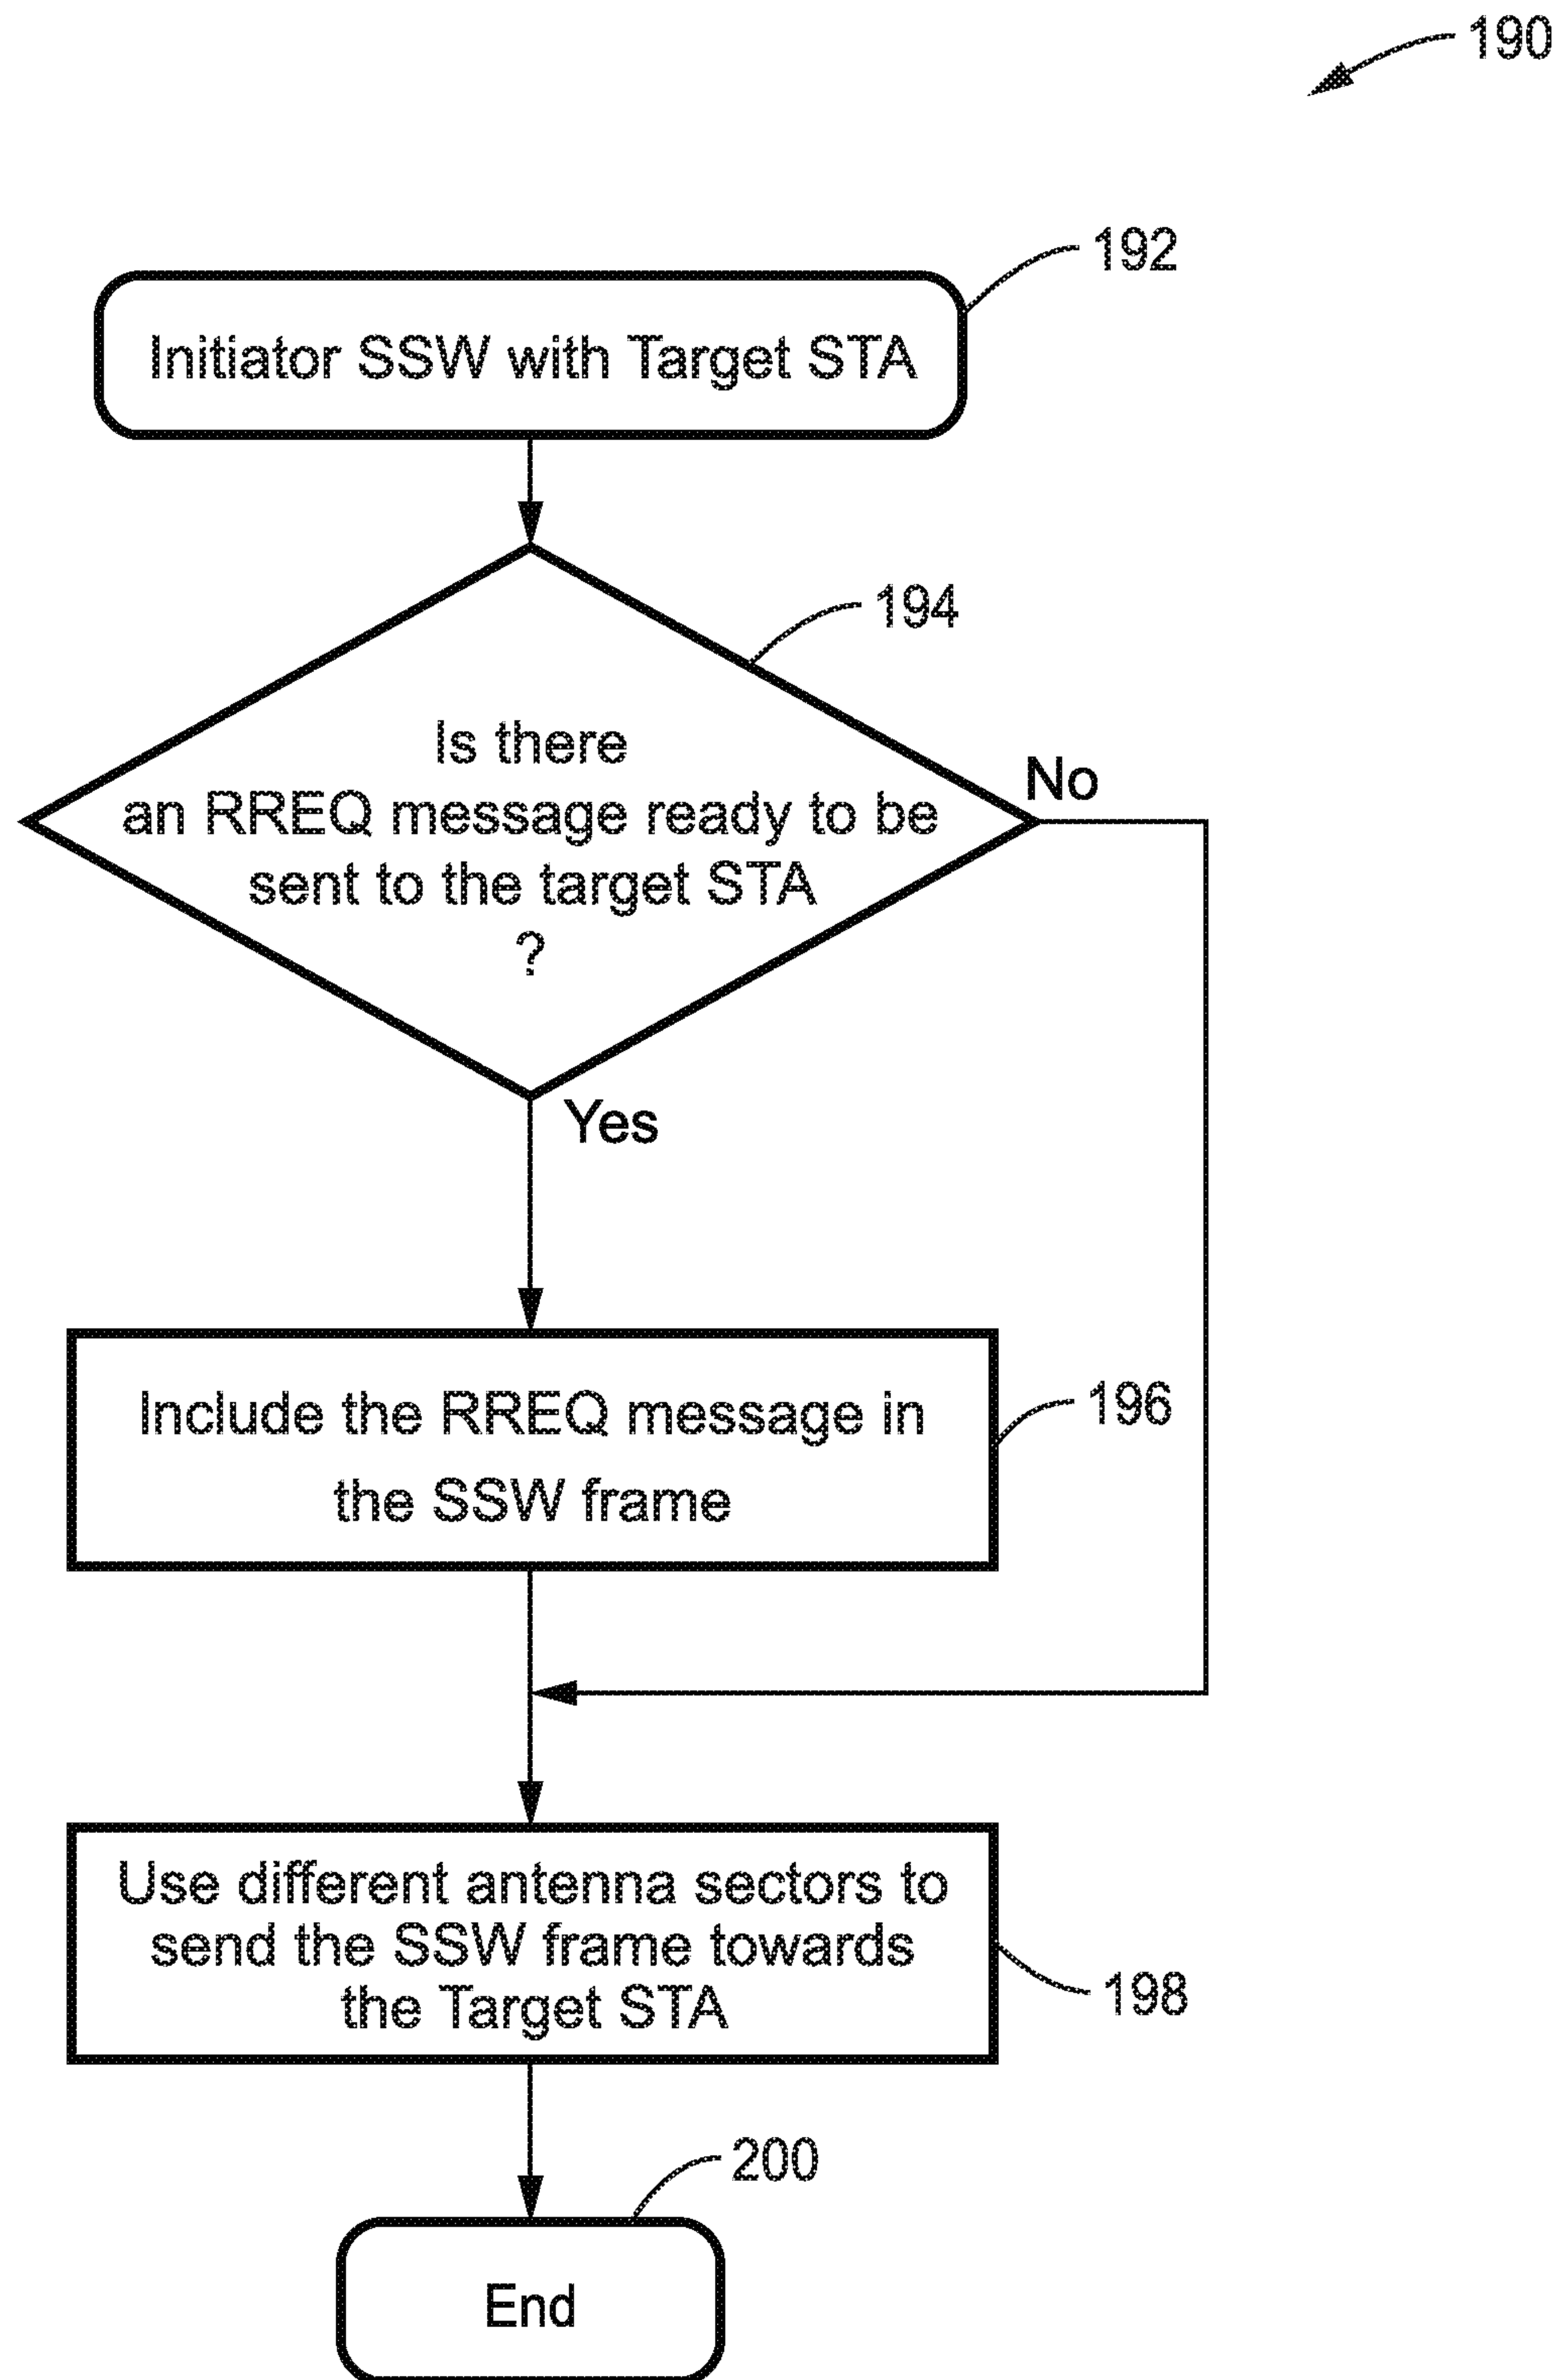 190
192
Initiator SSW with Target STA
194
Is there
an RREQ message ready to be
sent to the target STA
?
No
Yes
Include the RREQ message in
the SSW frame
196
Use different antenna sectors to
send the SSW frame towards
the Target STA
198
200
End